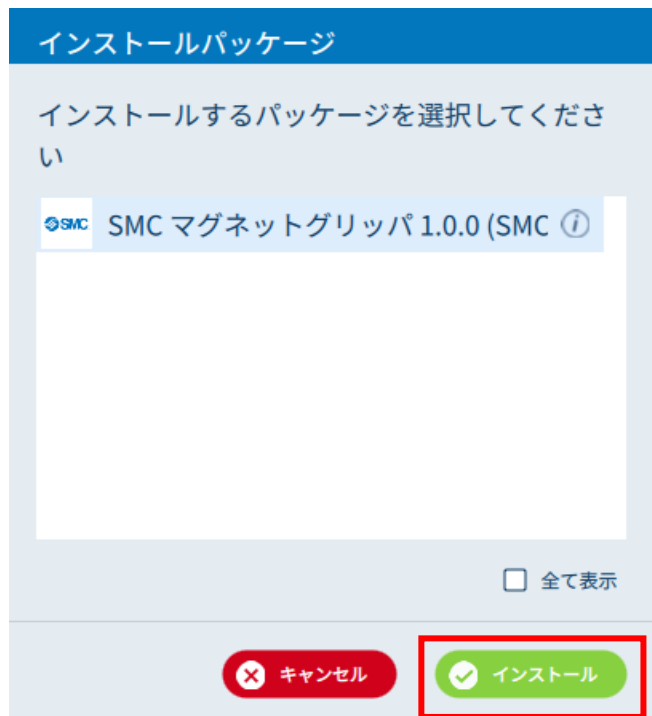 インストールパッケージ
インストールするパッケージを選択してくださ
い
SMC SMC マグネットグリッパ 1.0.0 (SMC i
全て表示
キャンセル インストール